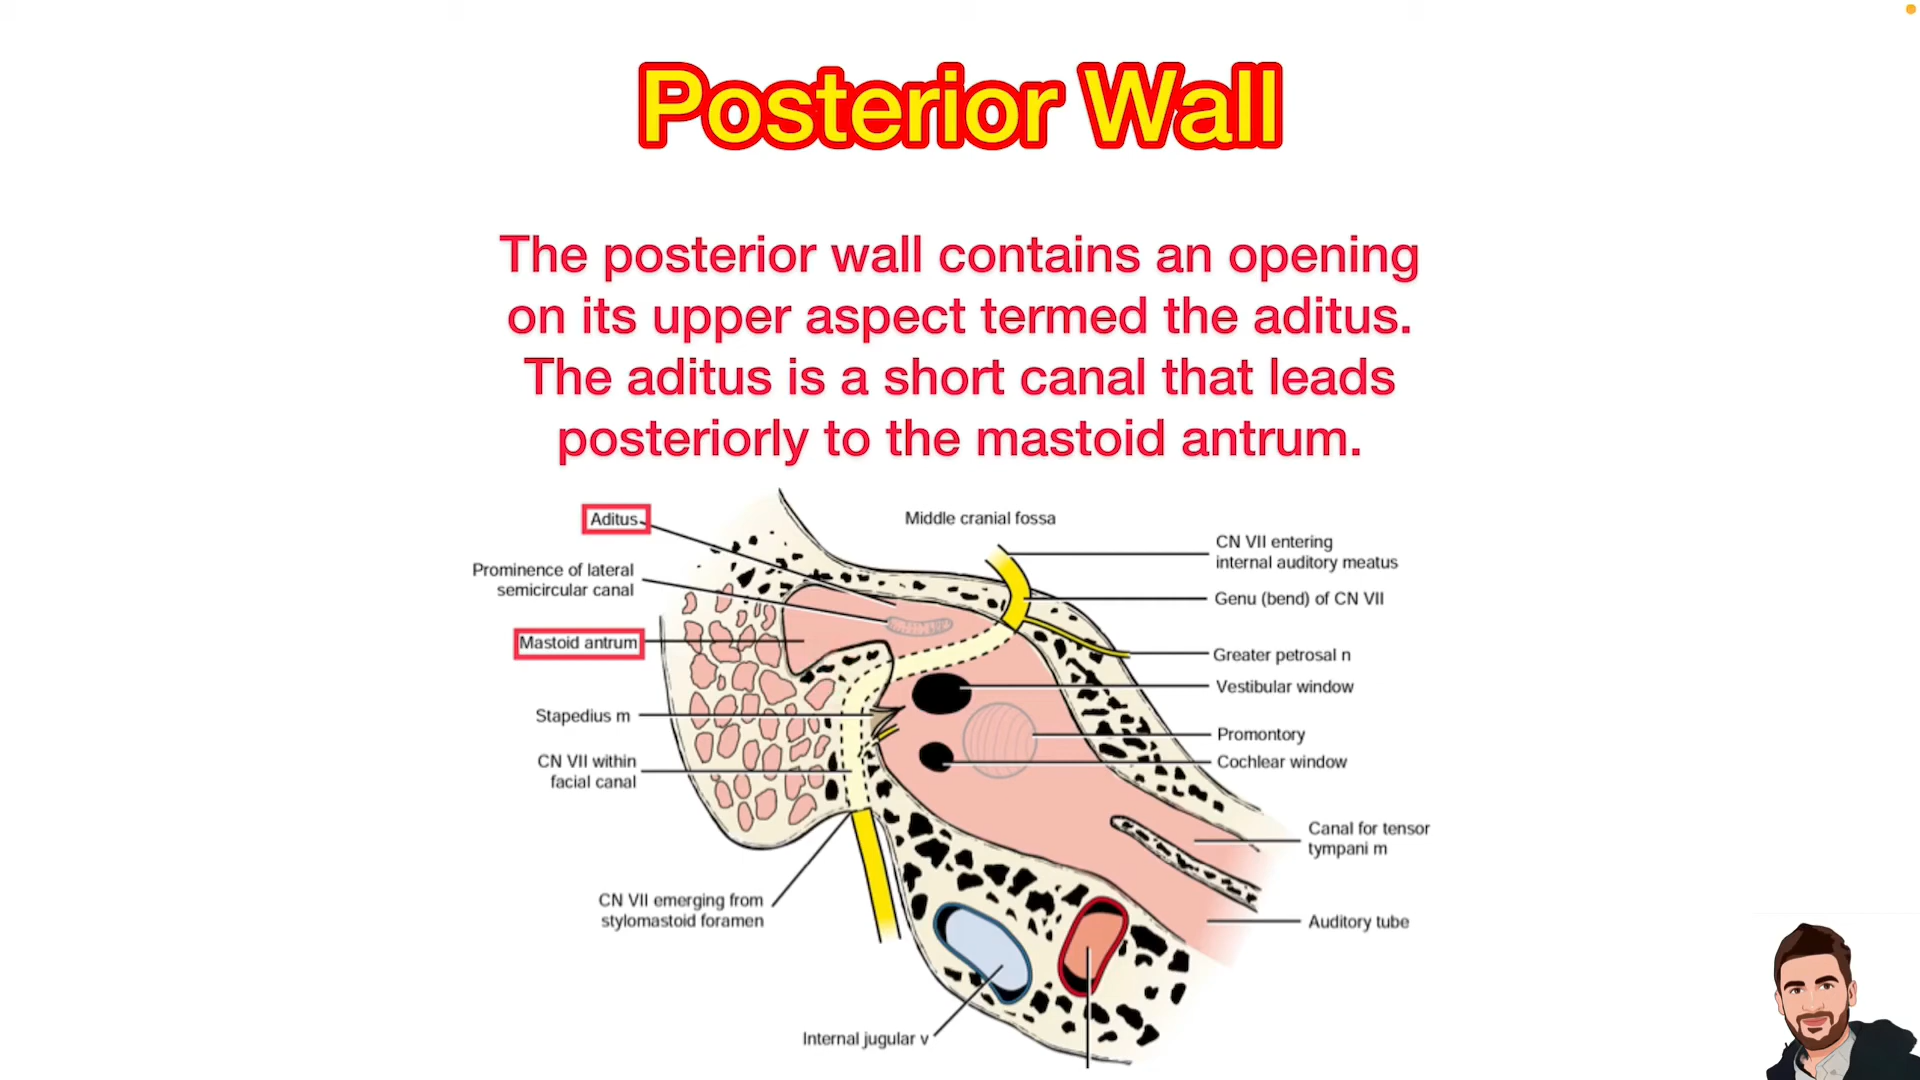 Posterior Wall
The posterior wall contains an opening
on its upper aspect termed the aditus.
The aditus is a short canal that leads
posteriorly to the mastoid antrum.
Aditus
Middle cranial fossa
CN VII entering
internal auditory meatus
Prominence of lateral
semicircular canal
Genu (bend) of CN VII
Mastoid antrum
Greater petrosal n
Vestibular window
Stapedius m
Promontory
CN VII within
facial canal
Cochlear window
Canal for tensor
tympani m
CN VII emerging from
stylomastoid foramen
Auditory tube
Internal jugular v